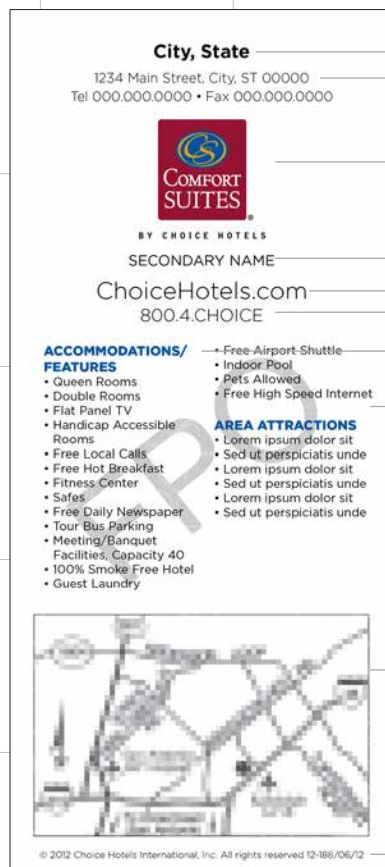 City, State
1234 Main Street, City, ST 00000
Tel 000.000.0000 • Fax 000.000.0000
CS
COMFORT
SUITES
®
BY CHOICE HOTELS
SECONDARY NAME
ChoiceHotels.com
800.4.CHOICE
ACCOMMODATIONS/
FEATURES
• Queen Rooms
• Double Rooms
• Flat Panel TV
• Handicap Accessible
Rooms
• Free Local Calls
• Free Hot Breakfast
• Fitness Center
• Safes
• Free Daily Newspaper
• Tour Bus Parking
• Meeting/Banquet
Facilities, Capacity 40
• 100% Smoke Free Hotel
• Guest Laundry
• Free Airport Shuttle
• Indoor Pool
• Pets Allowed
• Free High Speed Internet
AREA ATTRACTIONS
• Lorem ipsum dolor sit
• Sed ut perspiciatis unde
• Lorem ipsum dolor sit
• Sed ut perspiciatis unde
• Lorem ipsum dolor sit
• Sed ut perspiciatis unde
FPO
© 2012 Choice Hotels International, Inc. All rights reserved 12-188/06/12